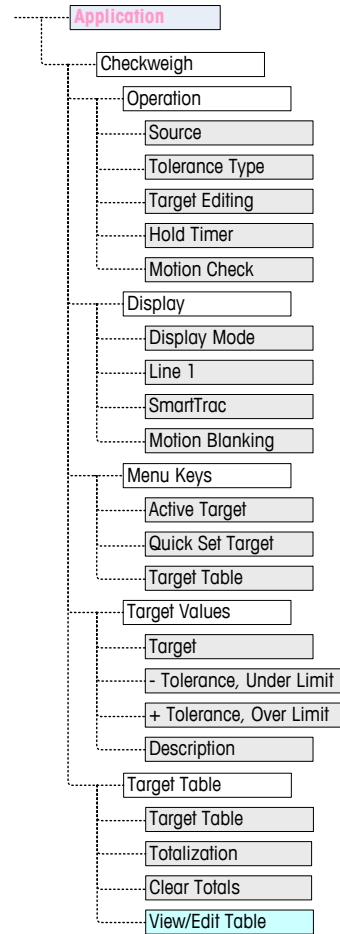 Application
Checkweigh
Operation
Source
Tolerance Type
Target Editing
Hold Timer
Motion Check
Display
Display Mode
Line 1
SmartTrac
Motion Blanking
Menu Keys
Active Target
Quick Set Target
Target Table
Target Values
Target
- Tolerance, Under Limit
+ Tolerance, Over Limit
Description
Target Table
Target Table
Totalization
Clear Totals
View/Edit Table